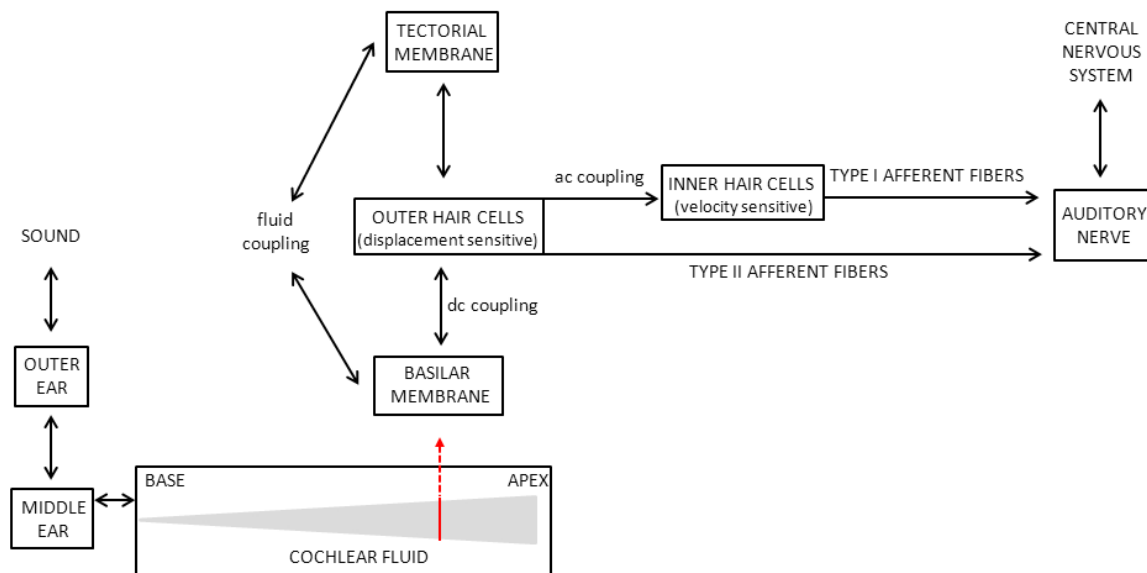 TECTORIAL
MEMBRANE
CENTRAL
NERVOUS
SYSTEM
ac coupling
INNER HAIR CELLS
(velocity sensitive)
TYPE I AFFERENT FIBERS
OUTER HAIR CELLS
(displacement sensitive)
AUDITORY
NERVE
fluid
coupling
SOUND
TYPE II AFFERENT FIBERS
dc coupling
OUTER
EAR
BASILAR
MEMBRANE
BASE
APEX
MIDDLE
EAR
COCHLEAR FLUID